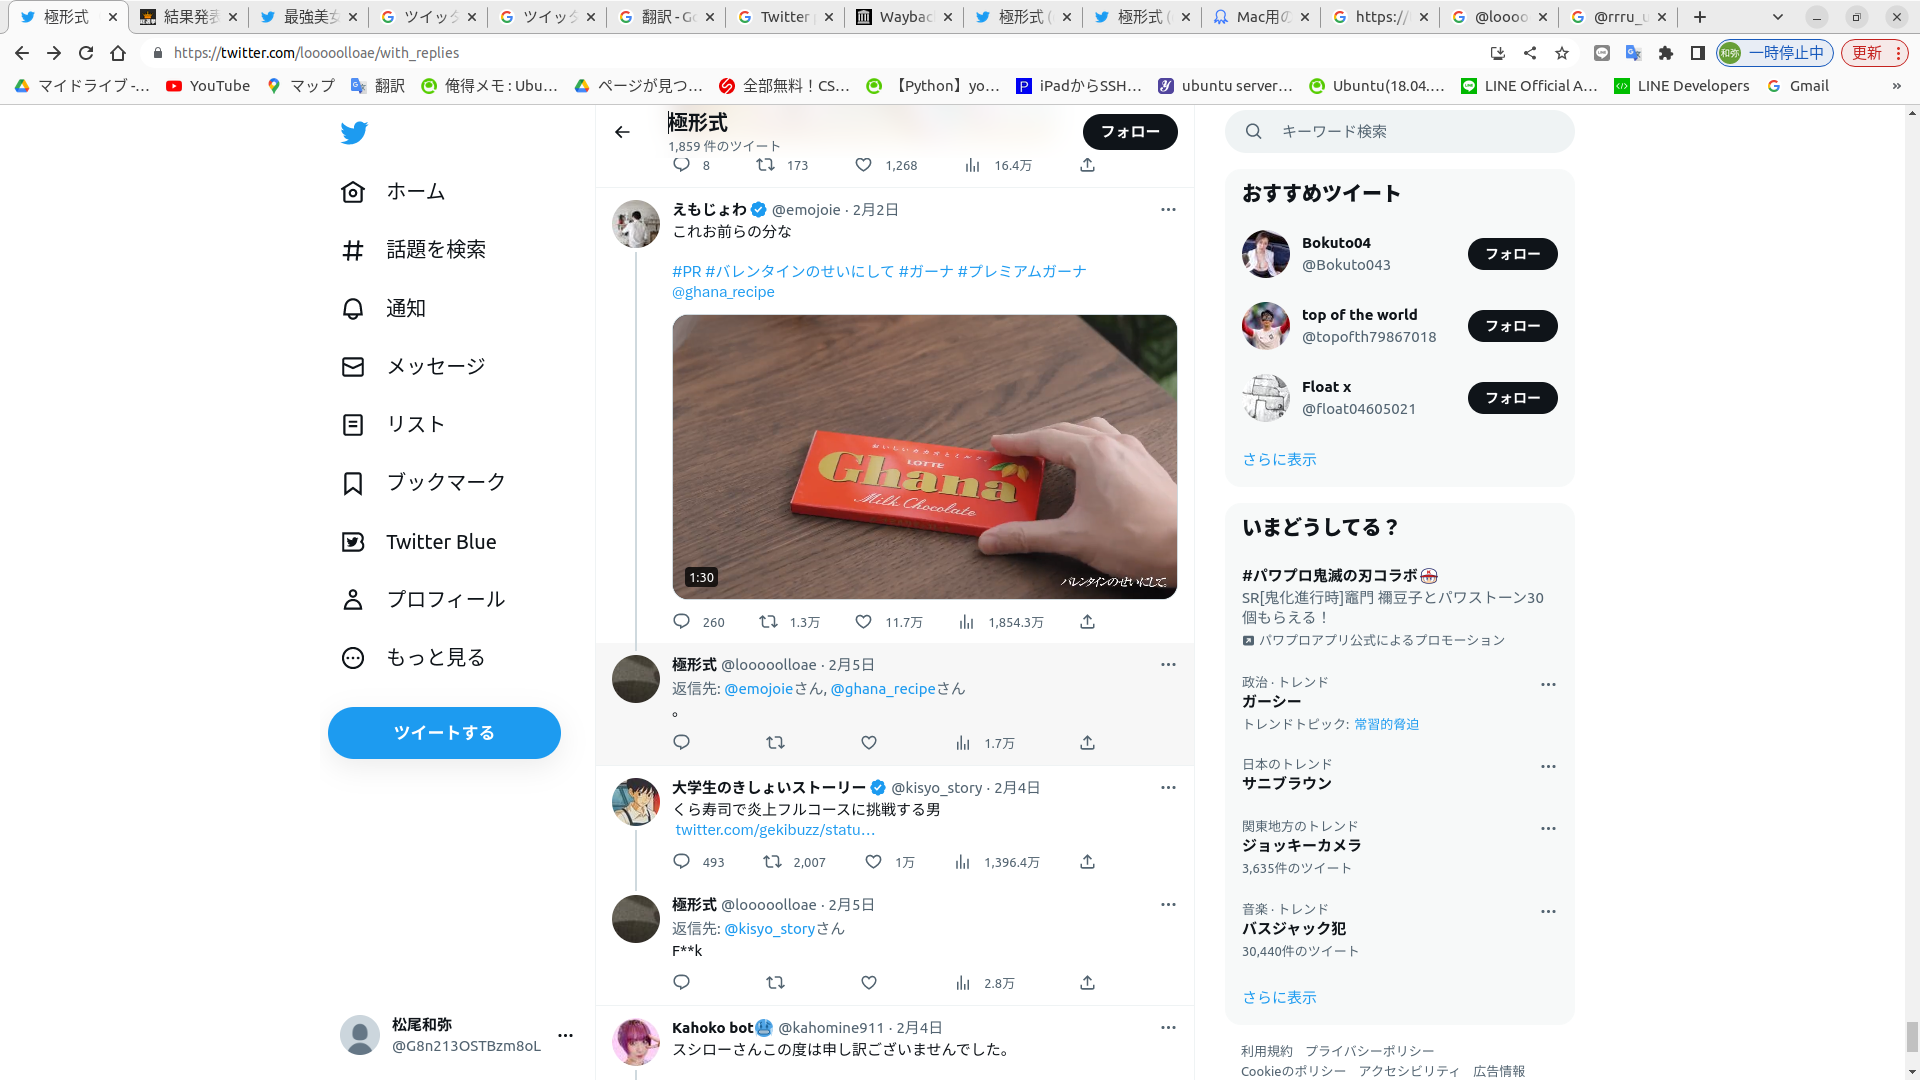 極形式
結果発表
最強美女
ツイッタ
ツイッタ
翻訳 - Go
Twitter
Wayback
極形式 (
極形式 (
Mac用の
https://
@loooo
@rrru_u
https://twitter.com/looooolloae/with_replies
和弥 一時停止中
更新
マイドライブ -...
YouTube
マップ
翻訳
俺得メモ : Ubu...
ページが見つ...
全部無料！CS...
【Python】yo...
iPadからSSH...
ubuntu server...
Ubuntu(18.04....
LINE Official A...
LINE Developers
Gmail
»
ホーム
話題を検索
通知
メッセージ
リスト
ブックマーク
Twitter Blue
プロフィール
もっと見る
ツイートする
松尾和弥
@G8n213OSTBzm8oL
極形式
1,859 件のツイート
フォロー
8 173 1,268 16.4万
えもじょわ @emojoie · 2月2日
これお前らの分な
#PR #バレンタインのせいにして #ガーナ #プレミアムガーナ
@ghana_recipe
おいしいカカオとミルク。
LOTTE
Ghana
Milk Chocolate
1:30
バレンタインのせいにして。
260 1.3万 11.7万 1,854.3万
極形式 @looooolloae · 2月5日
返信先: @emojoieさん, @ghana_recipeさん
。
1.7万
大学生のきしょいストーリー @kisyo_story · 2月4日
くら寿司で炎上フルコースに挑戦する男
twitter.com/gekibuzz/statu…
493 2,007 1万 1,396.4万
極形式 @looooolloae · 2月5日
返信先: @kisyo_storyさん
F**k
2.8万
Kahoko bot🥶 @kahomine911 · 2月4日
スシローさんこの度は申し訳ございませんでした。
キーワード検索
おすすめツイート
Bokuto04
@Bokuto043
フォロー
top of the world
@topofth79867018
フォロー
Float x
@float04605021
フォロー
さらに表示
いまどうしてる？
#パワプロ鬼滅の刃コラボ
SR[鬼化進行時]竈門 禰豆子とパワストーン30
個もらえる！
パワプロアプリ公式によるプロモーション
政治 · トレンド
ガーシー
トレンドトピック: 常習的脅迫
日本のトレンド
サニブラウン
関東地方のトレンド
ジョッキーカメラ
3,635件のツイート
音楽 · トレンド
バスジャック犯
30,440件のツイート
さらに表示
利用規約 プライバシーポリシー
Cookieのポリシー アクセシビリティ 広告情報